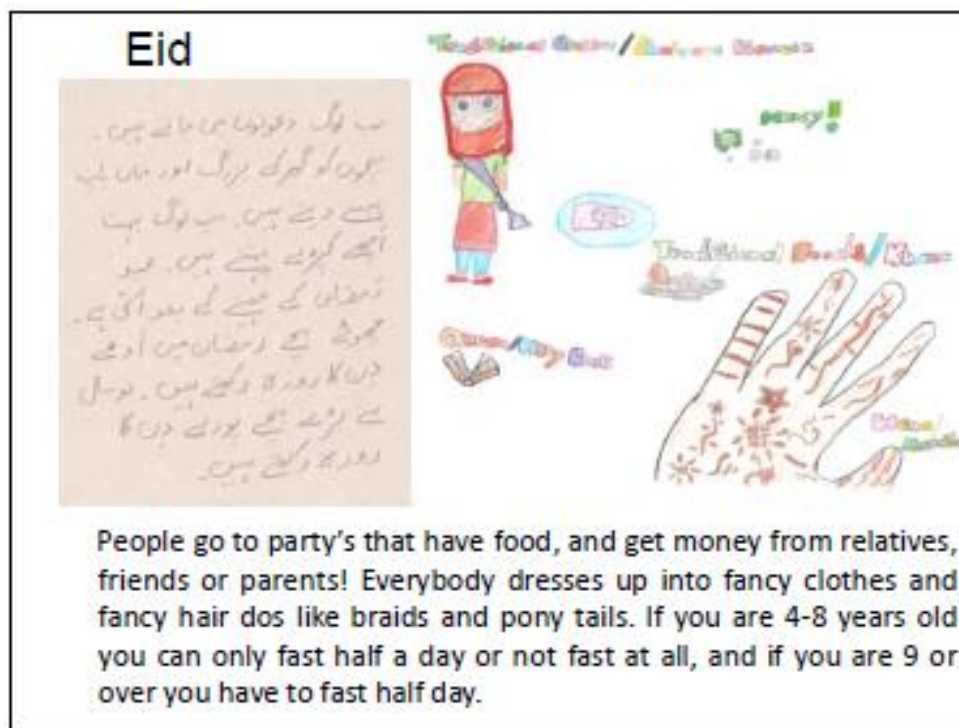 Eid
سب لوگ دعوتوں میں جاتے ہیں۔
بچوں کو گھر کے بزرگ اور ماں باپ
پیسے دیتے ہیں۔ سب لوگ بہت
اچھے کپڑے پہنتے ہیں۔ عید
رمضان کے مہینے کے بعد آتی ہے۔
چھوٹے بچے رمضان میں آدھے
دن کا روزہ رکھتے ہیں۔ نو سال
سے بڑے بچے پورے دن کا
روزہ رکھتے ہیں۔
Traditional /
money!
Traditional Foods/
/Holy Book
People go to party's that have food, and get money from relatives,
friends or parents! Everybody dresses up into fancy clothes and
fancy hair dos like braids and pony tails. If you are 4-8 years old
you can only fast half a day or not fast at all, and if you are 9 or
over you have to fast half day.